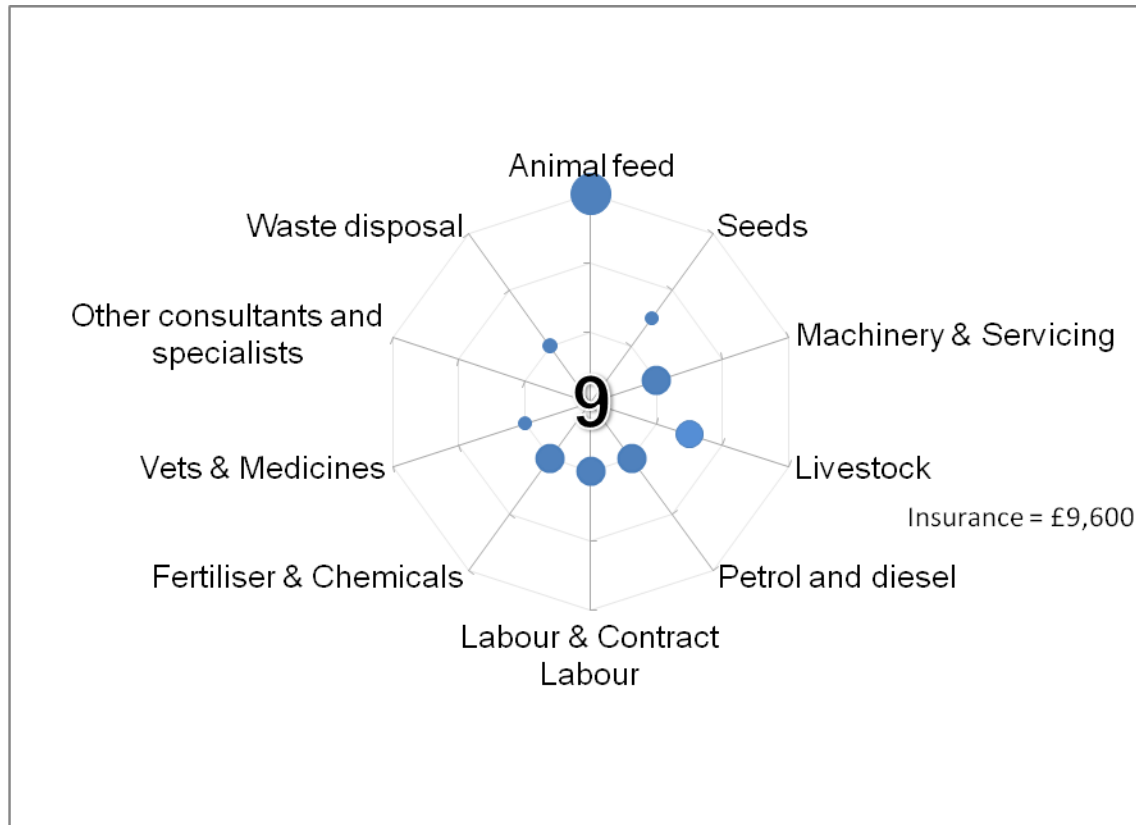 Animal feed
Waste disposal
Seeds
Other consultants and
specialists
Machinery & Servicing
9
Vets & Medicines
Livestock
Insurance = £9,600
Fertiliser & Chemicals
Petrol and diesel
Labour & Contract
Labour